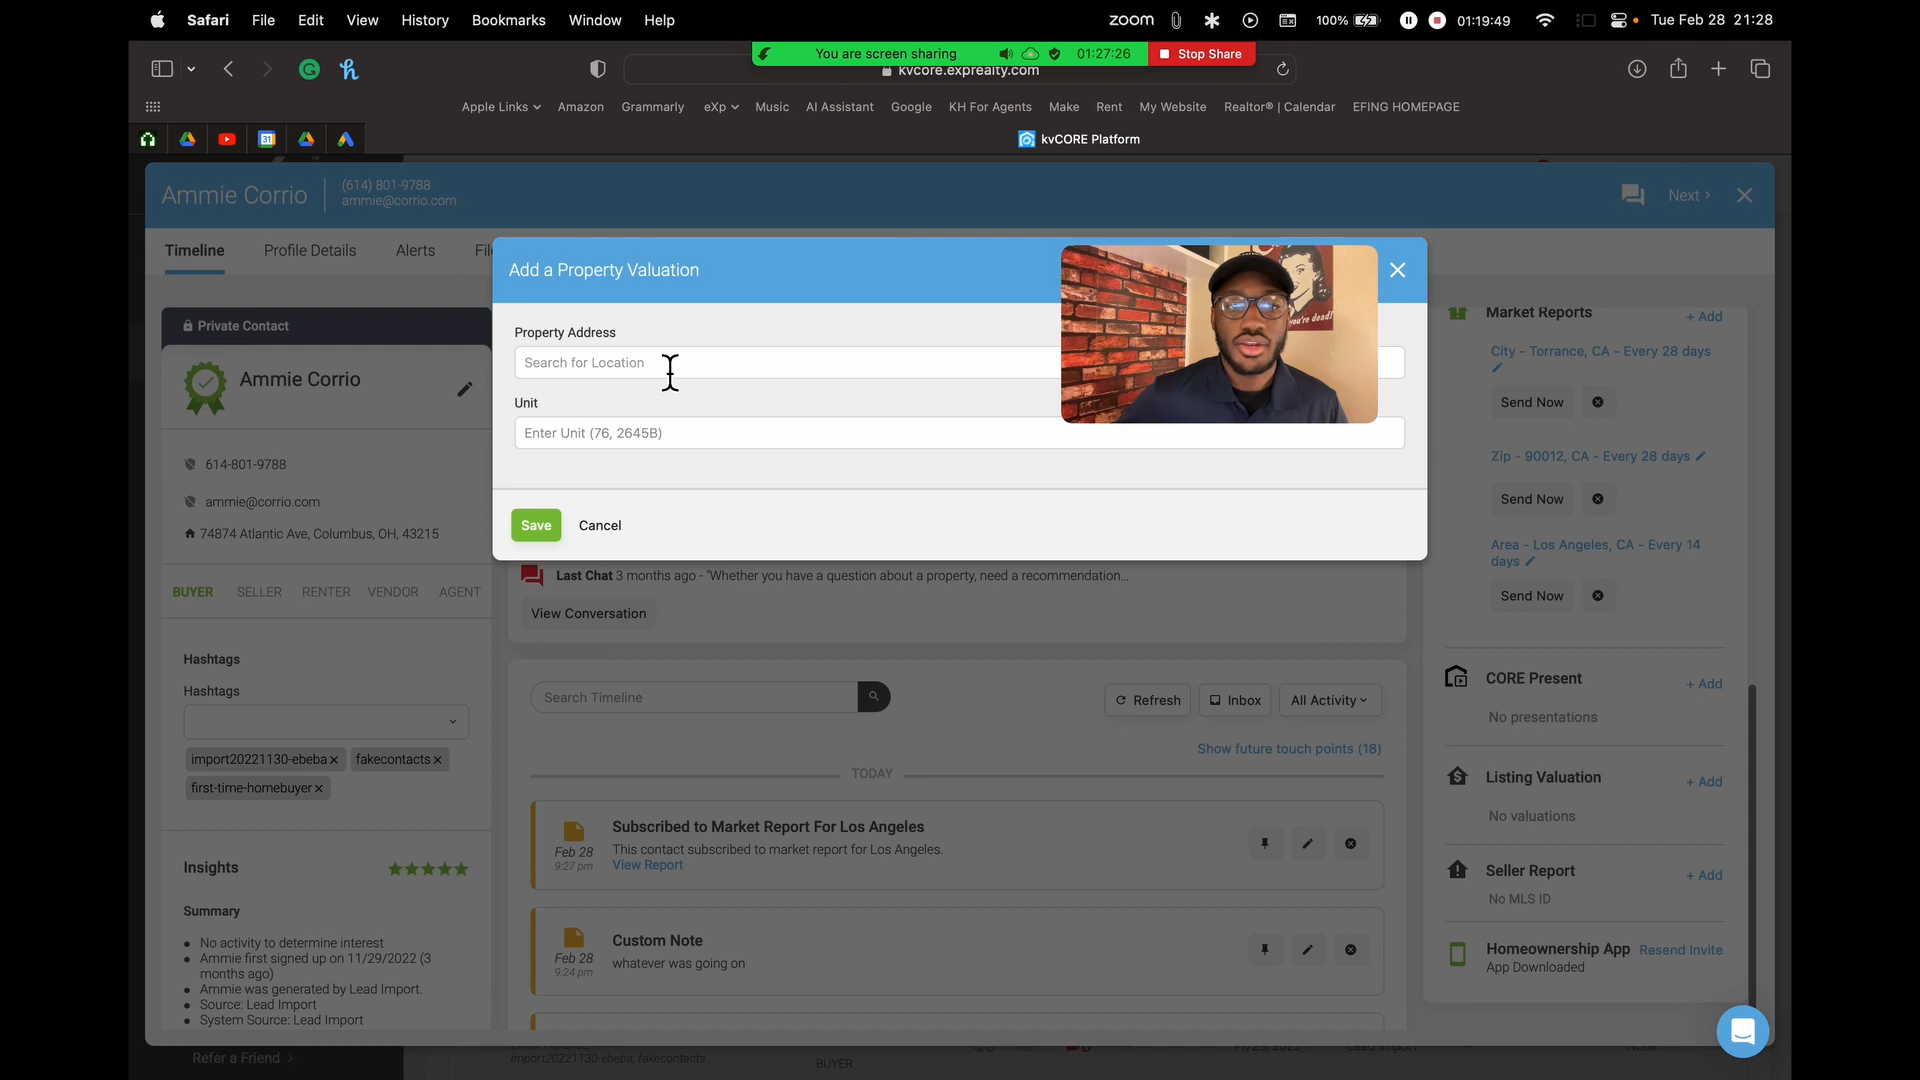 Safari File Edit View History Bookmarks Window Help
zoom 100% 01:19:49 Tue Feb 28 21:28
You are screen sharing 01:27:26 Stop Share
kvcore.exprealty.com
Apple Links Amazon Grammarly eXp Music AI Assistant Google KH For Agents Make Rent My Website Realtor® | Calendar EFING HOMEPAGE
31
kvCORE Platform
Ammie Corrio
(614) 801-9788
ammie@corrio.com
Next >
Timeline Profile Details Alerts
Add a Property Valuation
you're dead!
Property Address
Search for Location
Unit
Enter Unit (76, 2645B)
Save Cancel
Private Contact
Ammie Corrio
614-801-9788
ammie@corrio.com
74874 Atlantic Ave, Columbus, OH, 43215
BUYER SELLER RENTER VENDOR AGENT
Hashtags
Hashtags
import20221130-ebeba × fakecontacts ×
first-time-homebuyer ×
Insights
Summary
No activity to determine interest
Ammie first signed up on 11/29/2022 (3
months ago)
Ammie was generated by Lead Import.
Source: Lead Import
System Source: Lead Import
Refer a Friend >
Last Chat 3 months ago - "Whether you have a question about a property, need a recommendation...
View Conversation
Search Timeline
Refresh Inbox All Activity
Show future touch points (18)
TODAY
Feb 28
9:27 pm
Subscribed to Market Report For Los Angeles
This contact subscribed to market report for Los Angeles.
View Report
Feb 28
9:24 pm
Custom Note
whatever was going on
import20221130-ebeba, fakecontacts
BUYER
11/29/2022
Lead Import
None
Market Reports + Add
City - Torrance, CA - Every 28 days
Send Now
Zip - 90012, CA - Every 28 days
Send Now
Area - Los Angeles, CA - Every 14
days
Send Now
CORE Present + Add
No presentations
Listing Valuation + Add
No valuations
Seller Report + Add
No MLS ID
Homeownership App Resend Invite
App Downloaded